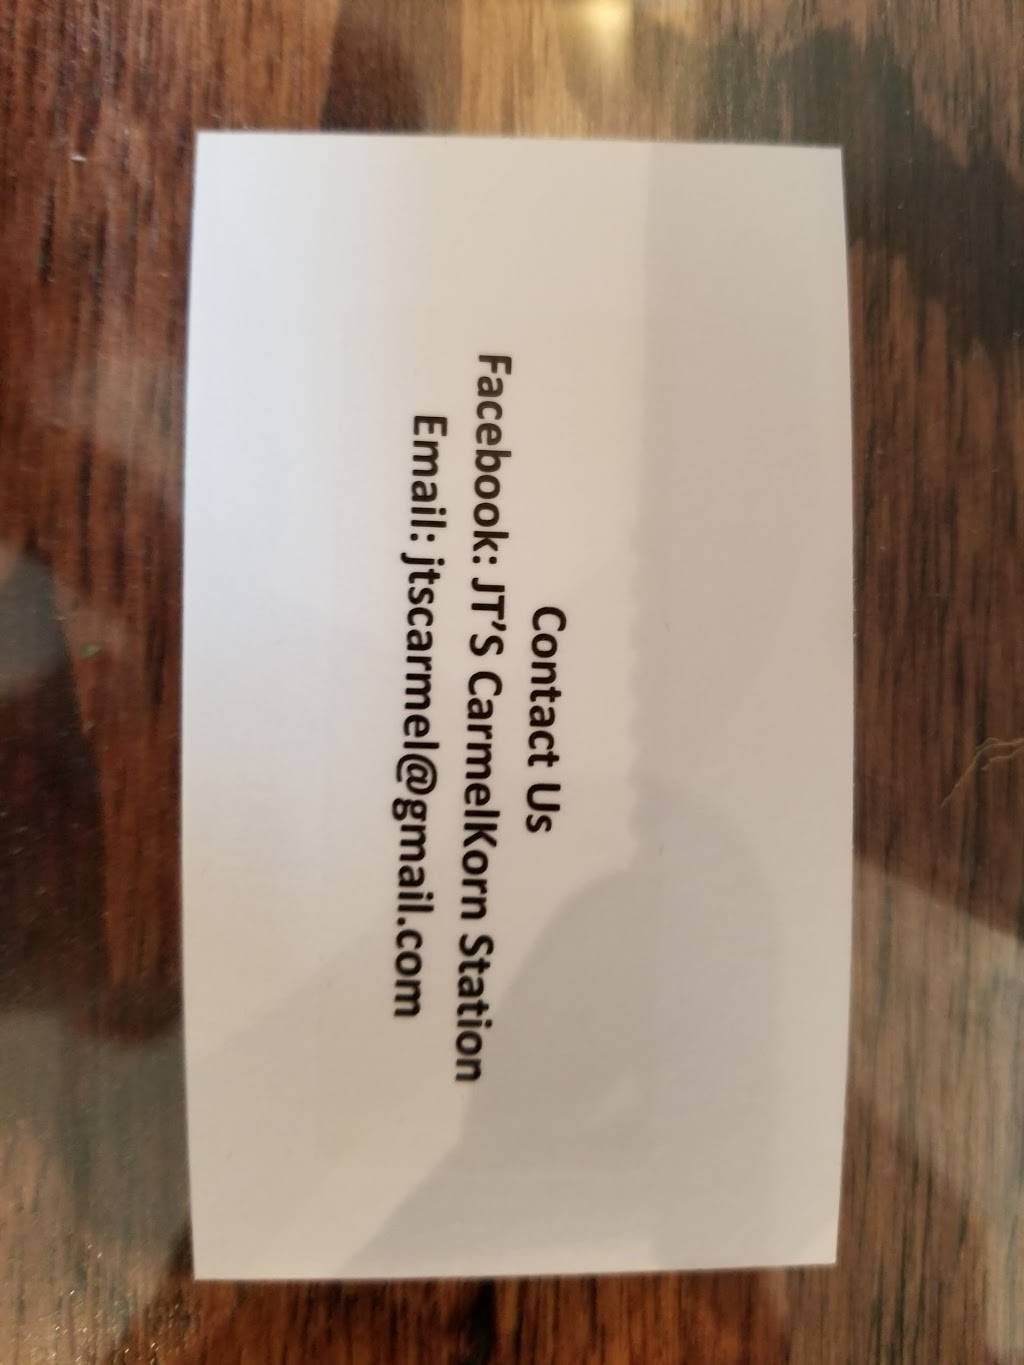 Contact Us
Facebook: JT'S CarmelKorn Station
Email: jtscarmel@gmail.com